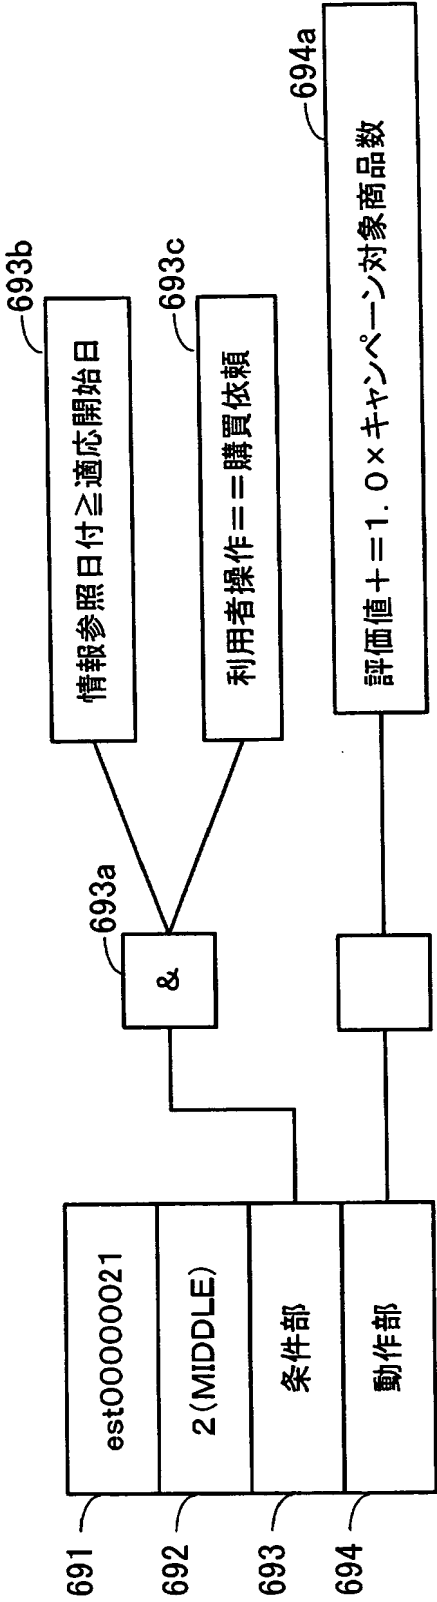 691
est00000021
692
2(MIDDLE)
693
条件部
694
動作部
693a
&
693b
情報参照日付≧適応開始日
693c
利用者操作==購買依頼
694a
評価値+=1.0×キャンペーン対象商品数